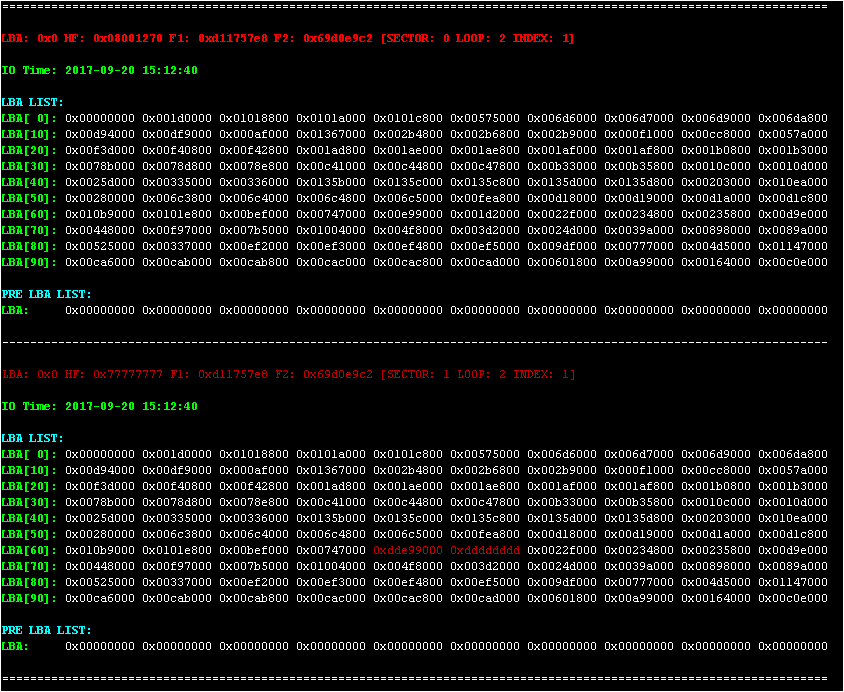 =====================================================================================================================
LBA: 0x0 HF: 0x08001270 F1: 0xd11757e8 F2: 0x69d0e9c2 [SECTOR: 0 LOOP: 2 INDEX: 1]
IO Time: 2017-09-20 15:12:40
LBA LIST:
LBA[ 0]: 0x00000000 0x001d0000 0x01018800 0x0101a000 0x0101c800 0x00575000 0x006d6000 0x006d7000 0x006d9000 0x006da800
LBA[10]: 0x00d94000 0x00df9000 0x000af000 0x01367000 0x002b4800 0x002b6800 0x002b9000 0x000f1000 0x00cc8000 0x0057a000
LBA[20]: 0x00f3d000 0x00f40800 0x00f42800 0x001ad800 0x001ae000 0x001ae800 0x001af000 0x001af800 0x001b0800 0x001b3000
LBA[30]: 0x0078b000 0x0078d800 0x0078e800 0x00c41000 0x00c44800 0x00c47800 0x00b33000 0x00b35800 0x0010c000 0x0010d000
LBA[40]: 0x0025d000 0x00335000 0x00336000 0x0135b000 0x0135c000 0x0135c800 0x0135d000 0x0135d800 0x00203000 0x010ea000
LBA[50]: 0x00280000 0x006c3800 0x006c4000 0x006c4800 0x006c5000 0x00fea800 0x00d18000 0x00d19000 0x00d1a000 0x00d1c800
LBA[60]: 0x010b9000 0x0101e800 0x00bef000 0x00747000 0x00e99000 0x001d2000 0x0022f000 0x00234800 0x00235800 0x00d9e000
LBA[70]: 0x00448000 0x00f97000 0x007b5000 0x01004000 0x004f8000 0x003d2000 0x0024d000 0x0039a000 0x00898000 0x0089a000
LBA[80]: 0x00525000 0x00337000 0x00ef2000 0x00ef3000 0x00ef4800 0x00ef5000 0x009df000 0x00777000 0x004d5000 0x01147000
LBA[90]: 0x00ca6000 0x00cab000 0x00cab800 0x00cac000 0x00cac800 0x00cad000 0x00601800 0x00a99000 0x00164000 0x00c0e000
PRE LBA LIST:
LBA: 0x00000000 0x00000000 0x00000000 0x00000000 0x00000000 0x00000000 0x00000000 0x00000000 0x00000000 0x00000000
---------------------------------------------------------------------------------------------------------------------
LBA: 0x0 HF: 0x77777777 F1: 0xd11757e8 F2: 0x69d0e9c2 [SECTOR: 1 LOOP: 2 INDEX: 1]
IO Time: 2017-09-20 15:12:40
LBA LIST:
LBA[ 0]: 0x00000000 0x001d0000 0x01018800 0x0101a000 0x0101c800 0x00575000 0x006d6000 0x006d7000 0x006d9000 0x006da800
LBA[10]: 0x00d94000 0x00df9000 0x000af000 0x01367000 0x002b4800 0x002b6800 0x002b9000 0x000f1000 0x00cc8000 0x0057a000
LBA[20]: 0x00f3d000 0x00f40800 0x00f42800 0x001ad800 0x001ae000 0x001ae800 0x001af000 0x001af800 0x001b0800 0x001b3000
LBA[30]: 0x0078b000 0x0078d800 0x0078e800 0x00c41000 0x00c44800 0x00c47800 0x00b33000 0x00b35800 0x0010c000 0x0010d000
LBA[40]: 0x0025d000 0x00335000 0x00336000 0x0135b000 0x0135c000 0x0135c800 0x0135d000 0x0135d800 0x00203000 0x010ea000
LBA[50]: 0x00280000 0x006c3800 0x006c4000 0x006c4800 0x006c5000 0x00fea800 0x00d18000 0x00d19000 0x00d1a000 0x00d1c800
LBA[60]: 0x010b9000 0x0101e800 0x00bef000 0x00747000 0xdde99000 0xdddddddd 0x0022f000 0x00234800 0x00235800 0x00d9e000
LBA[70]: 0x00448000 0x00f97000 0x007b5000 0x01004000 0x004f8000 0x003d2000 0x0024d000 0x0039a000 0x00898000 0x0089a000
LBA[80]: 0x00525000 0x00337000 0x00ef2000 0x00ef3000 0x00ef4800 0x00ef5000 0x009df000 0x00777000 0x004d5000 0x01147000
LBA[90]: 0x00ca6000 0x00cab000 0x00cab800 0x00cac000 0x00cac800 0x00cad000 0x00601800 0x00a99000 0x00164000 0x00c0e000
PRE LBA LIST:
LBA: 0x00000000 0x00000000 0x00000000 0x00000000 0x00000000 0x00000000 0x00000000 0x00000000 0x00000000 0x00000000
=====================================================================================================================